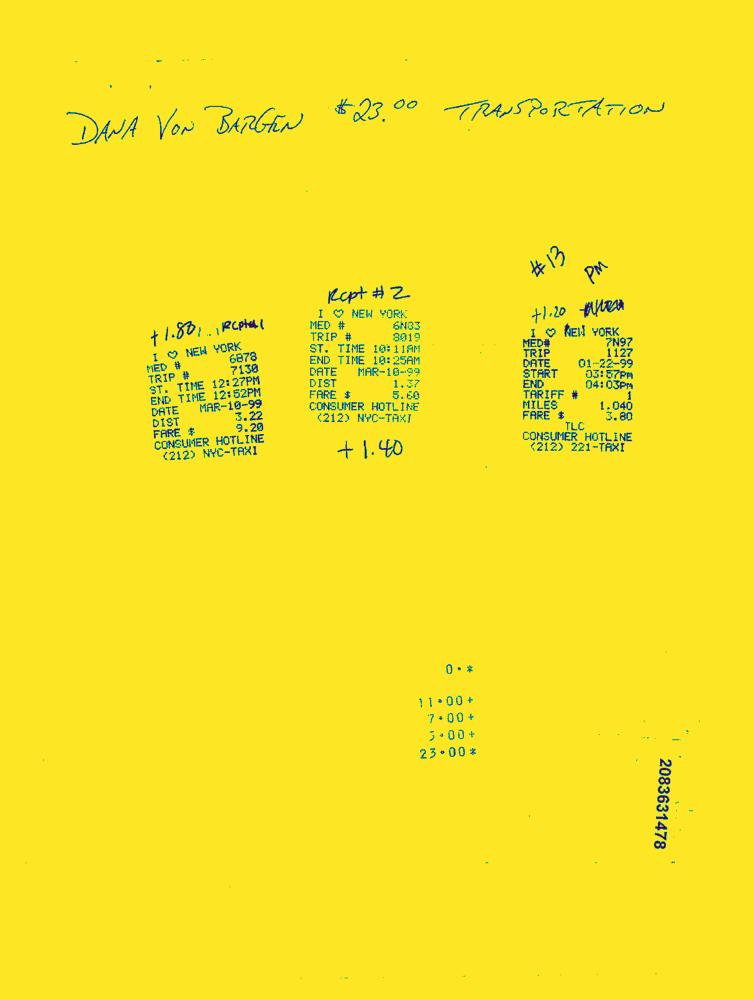 DANA VON BARGEN $23.00 TRANSPORTATION
+1.80 Rcpt#1
I ♡ NEW YORK
MED # 6B78
TRIP # 7130
ST. TIME 12:27PM
END TIME 12:52PM
DATE MAR-10-99
DIST 3.22
FARE $ 9.20
CONSUMER HOTLINE
(212) NYC-TAXI
Rcpt #2
I ♡ NEW YORK
MED # 6N33
TRIP # 8019
ST. TIME 10:11AM
END TIME 10:25AM
DATE MAR-10-99
DIST 1.37
FARE $ 5.60
CONSUMER HOTLINE
(212) NYC-TAXI
+1.40
#13
PM
+1.20
I ♡ NEW YORK
MED# 7N97
TRIP 1127
DATE 01-22-99
START 03:57PM
END 04:03PM
TARIFF # 1
MILES 1.040
FARE $ 3.80
TLC
CONSUMER HOTLINE
(212) 221-TAXI
0.*
11.00+
7.00+
5.00+
23.00*
2083631478